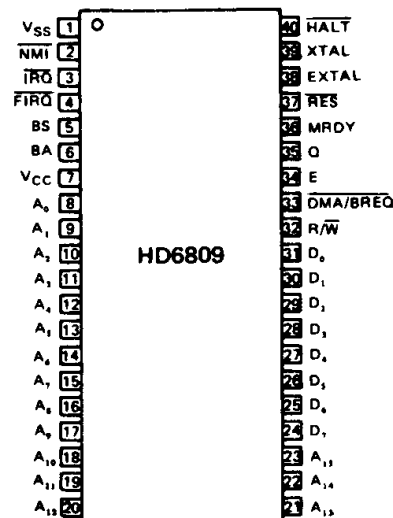 VSS 1 40 HALT
NMI 2 39 XTAL
IRQ 3 38 EXTAL
FIRQ 4 37 RES
BS 5 36 MRDY
BA 6 35 Q
VCC 7 34 E
A0 8 33 DMA/BREQ
A1 9 32 R/W
A2 10 HD6809 31 D0
A3 11 30 D1
A4 12 29 D2
A5 13 28 D3
A6 14 27 D4
A7 15 26 D5
A8 16 25 D6
A9 17 24 D7
A10 18 23 A15
A11 19 22 A14
A12 20 21 A13